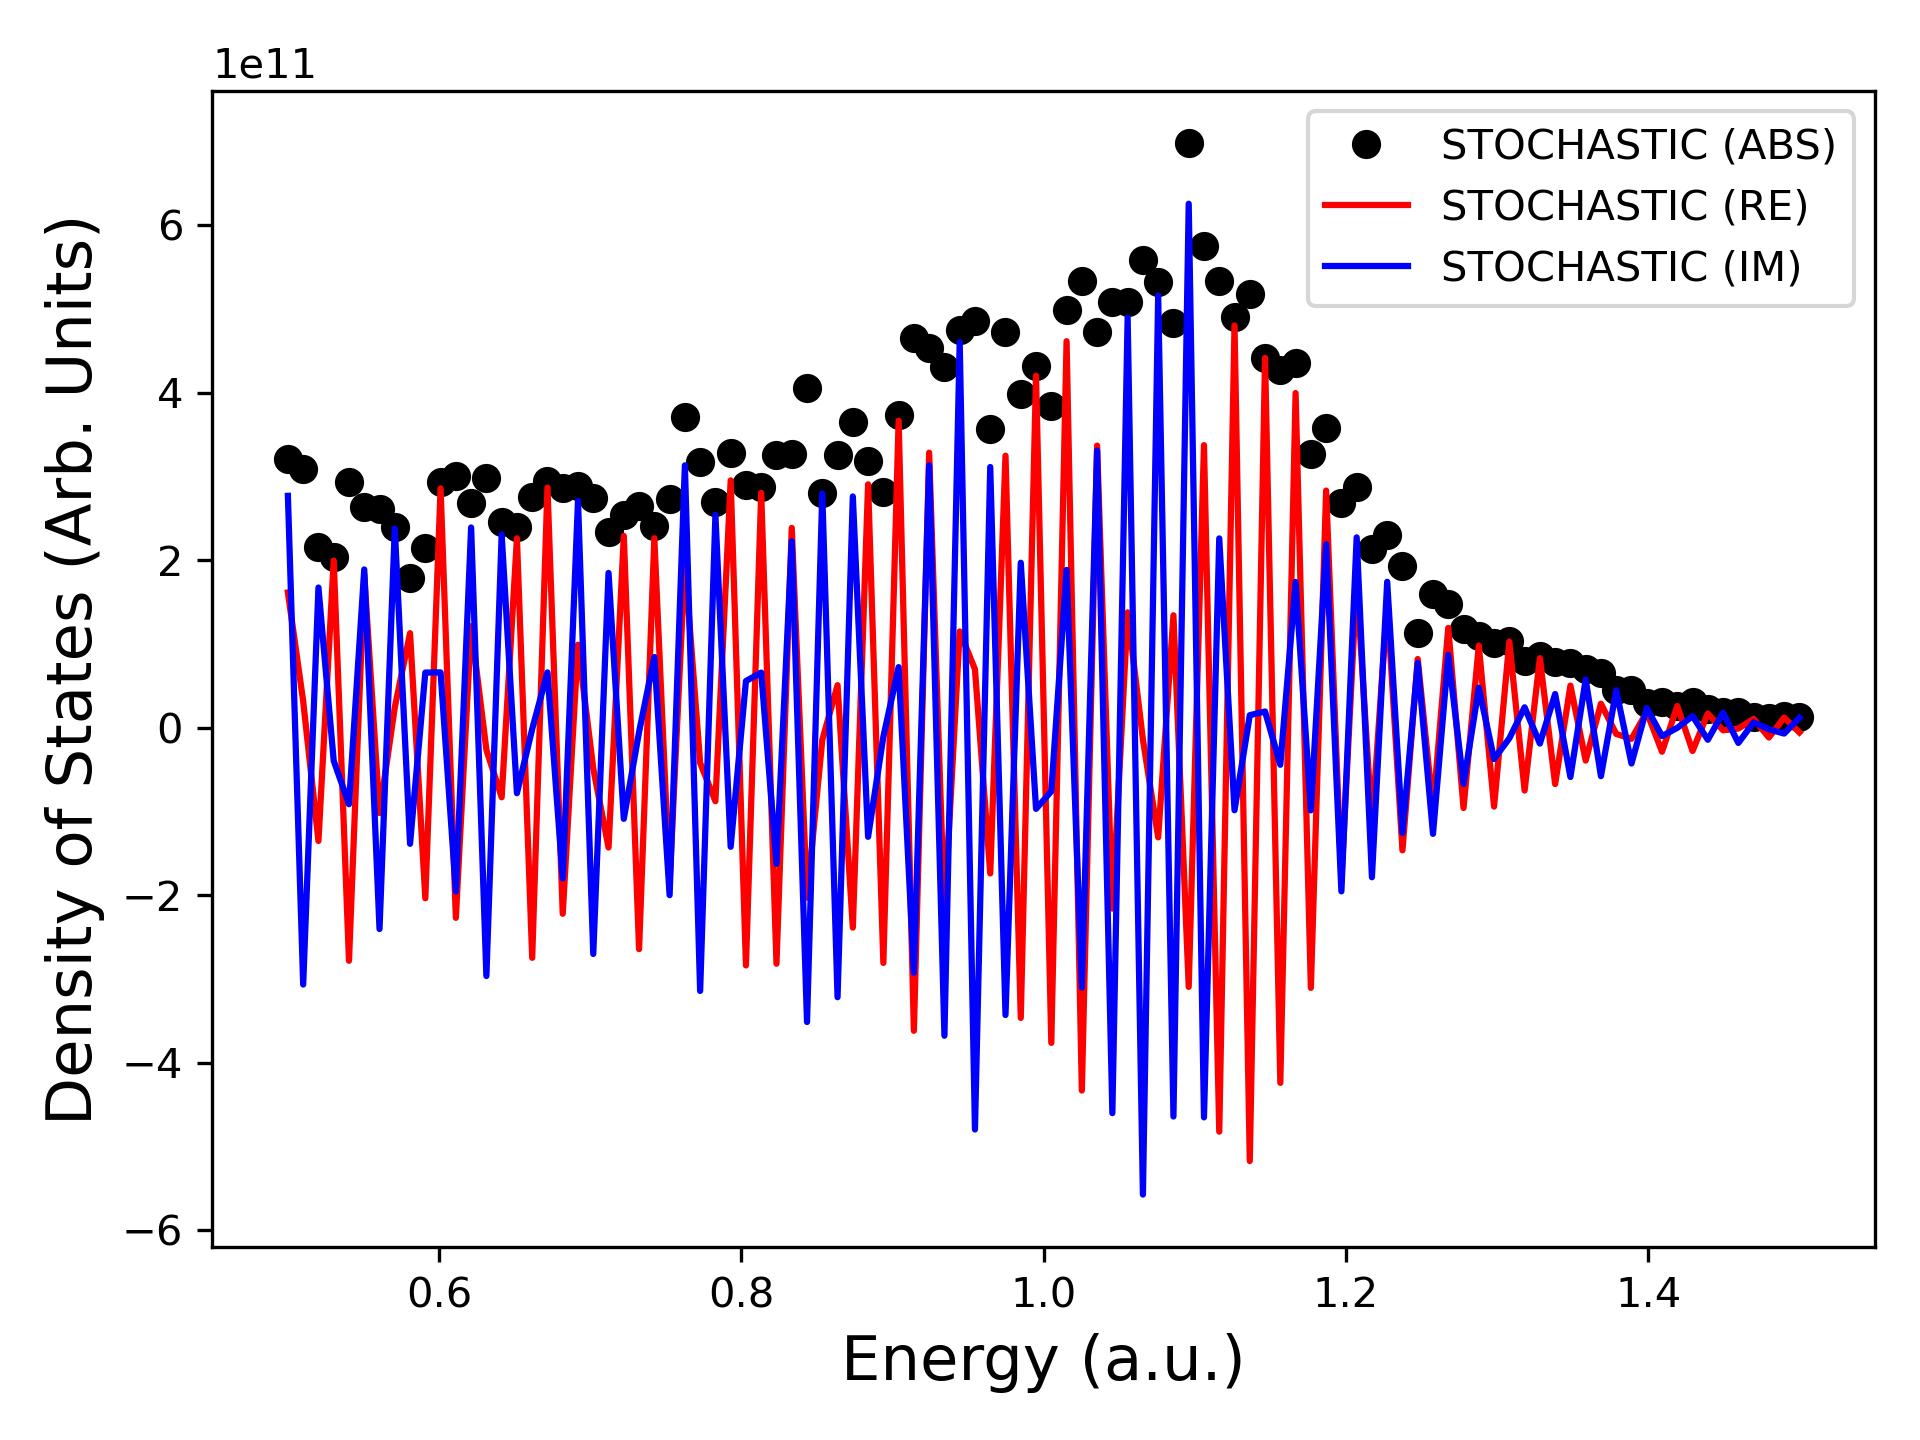 1e11
STOCHASTIC (ABS)
STOCHASTIC (RE)
STOCHASTIC (IM)
Density of States (Arb. Units)
6
4
2
0
−2
−4
−6
0.6 0.8 1.0 1.2 1.4
Energy (a.u.)